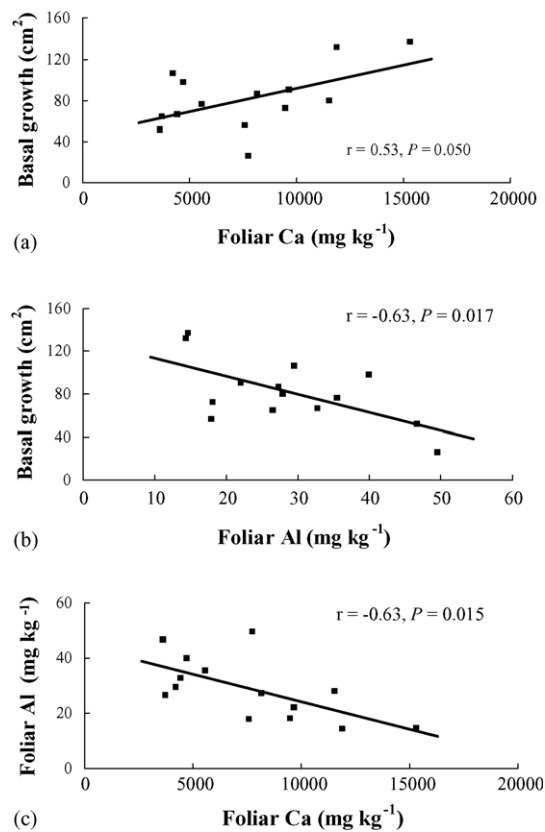 160
120
80
40
0
Basal growth (cm²)
r = 0.53, P = 0.050
0 5000 10000 15000 20000
(a) Foliar Ca (mg kg⁻¹)
160
120
80
40
0
Basal growth (cm²)
r = -0.63, P = 0.017
0 10 20 30 40 50 60
(b) Foliar Al (mg kg⁻¹)
60
40
20
0
Foliar Al (mg kg⁻¹)
r = -0.63, P = 0.015
0 5000 10000 15000 20000
(c) Foliar Ca (mg kg⁻¹)